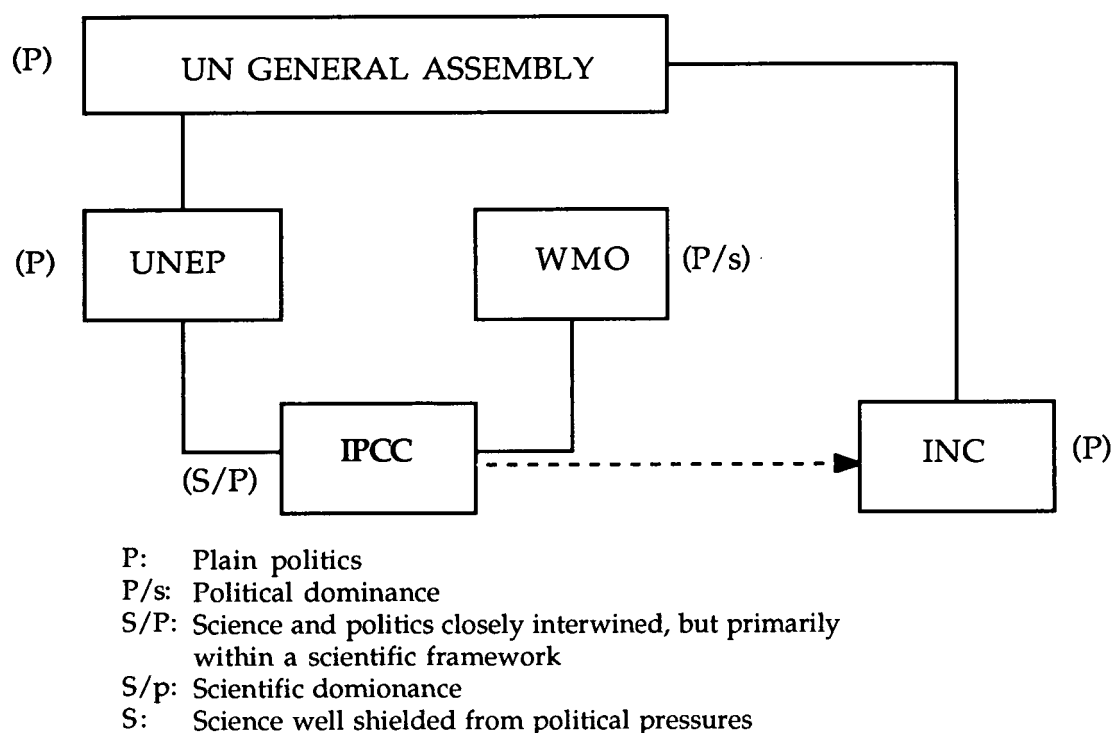 (P)
UN GENERAL ASSEMBLY
(P)
UNEP
WMO
(P/s)
IPCC
(S/P)
INC
(P)
P: Plain politics
P/s: Political dominance
S/P: Science and politics closely interwined, but primarily
within a scientific framework
S/p: Scientific domionance
S: Science well shielded from political pressures